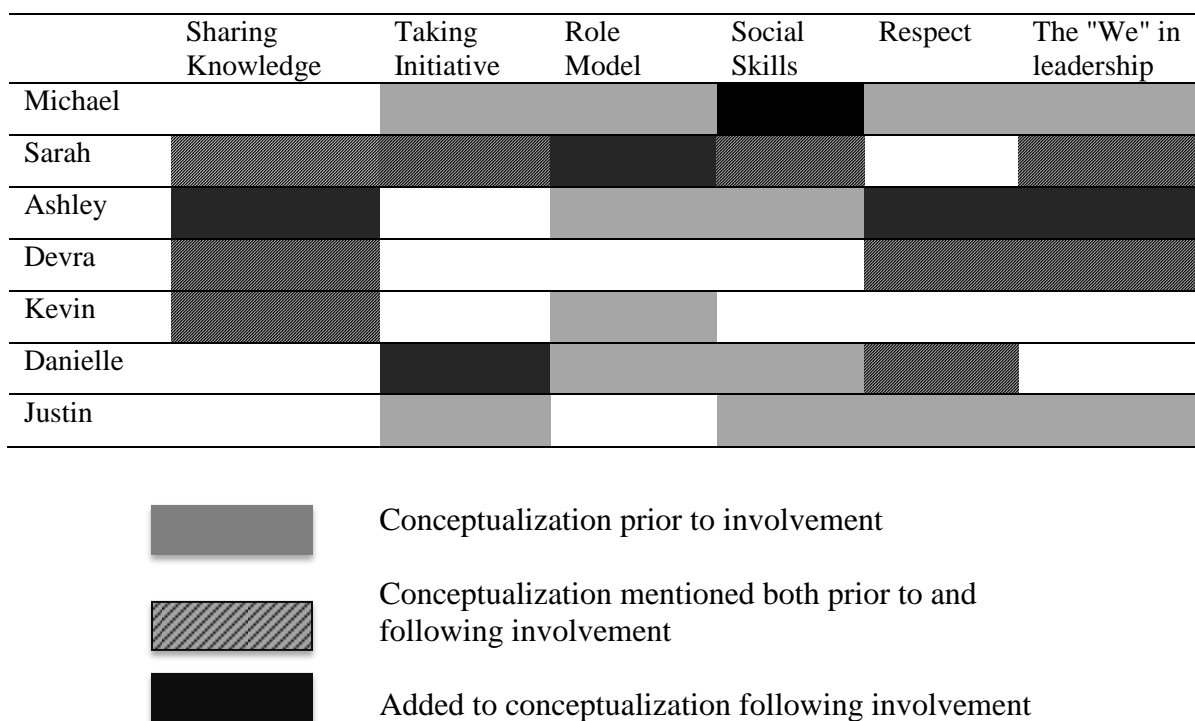 Sharing Knowledge Taking Initiative Role Model Social Skills Respect The "We" in leadership
Michael
Sarah
Ashley
Devra
Kevin
Danielle
Justin
Conceptualization prior to involvement
Conceptualization mentioned both prior to and
following involvement
Added to conceptualization following involvement